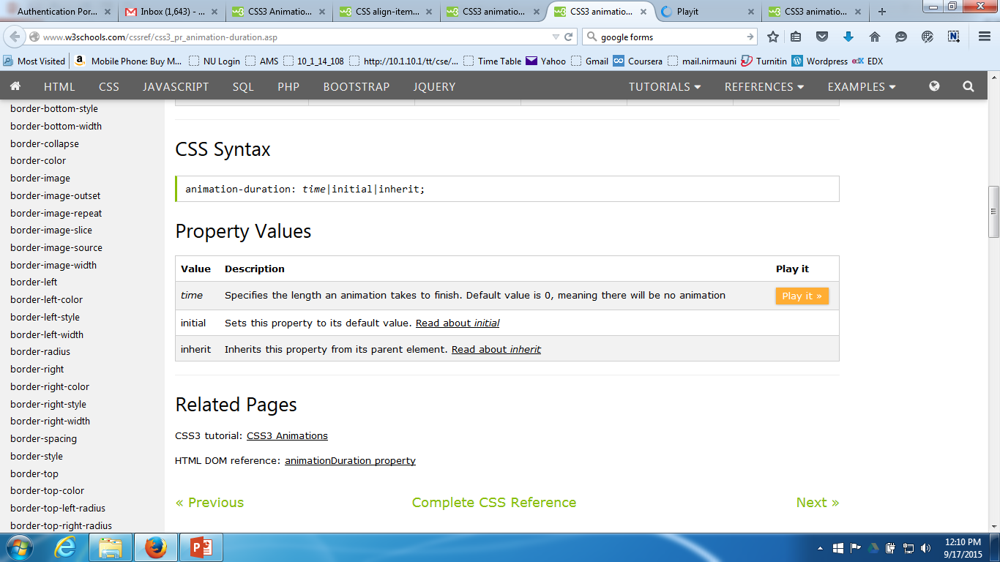 Authentication Por...
Inbox (1,643) - ...
CSS3 Animatio...
CSS align-item...
CSS3 animatio...
CSS3 animatio...
Playit
CSS3 animatio...
www.w3schools.com/cssref/css3_pr_animation-duration.asp
google forms
Most Visited
Mobile Phone: Buy M...
NU Login
AMS
10_1_14_108
http://10.1.10.1/tt/cse/...
Time Table
Yahoo
Gmail
Coursera
mail.nirmauni
Turnitin
Wordpress
EDX
HTML
CSS
JAVASCRIPT
SQL
PHP
BOOTSTRAP
JQUERY
TUTORIALS
REFERENCES
EXAMPLES
border-bottom-style
border-bottom-width
border-collapse
border-color
border-image
border-image-outset
border-image-repeat
border-image-slice
border-image-source
border-image-width
border-left
border-left-color
border-left-style
border-left-width
border-radius
border-right
border-right-color
border-right-style
border-right-width
border-spacing
border-style
border-top
border-top-color
border-top-left-radius
border-top-right-radius
CSS Syntax
animation-duration: time|initial|inherit;
Property Values
Value Description Play it
time Specifies the length an animation takes to finish. Default value is 0, meaning there will be no animation Play it »
initial Sets this property to its default value. Read about initial
inherit Inherits this property from its parent element. Read about inherit
Related Pages
CSS3 tutorial: CSS3 Animations
HTML DOM reference: animationDuration property
« Previous Complete CSS Reference Next »
12:10 PM
9/17/2015